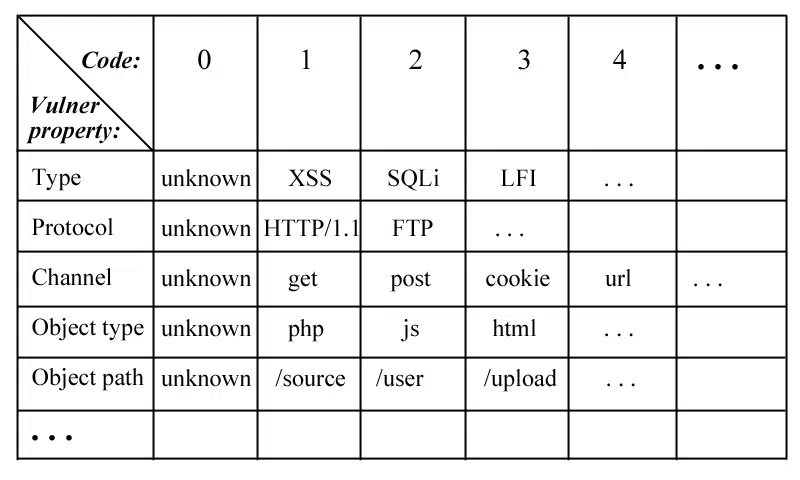 Code: 0 1 2 3 4 ...
Vulner
property:
Type unknown XSS SQLi LFI ...
Protocol unknown HTTP/1.1 FTP ...
Channel unknown get post cookie url ...
Object type unknown php js html ...
Object path unknown /source /user /upload ...
...